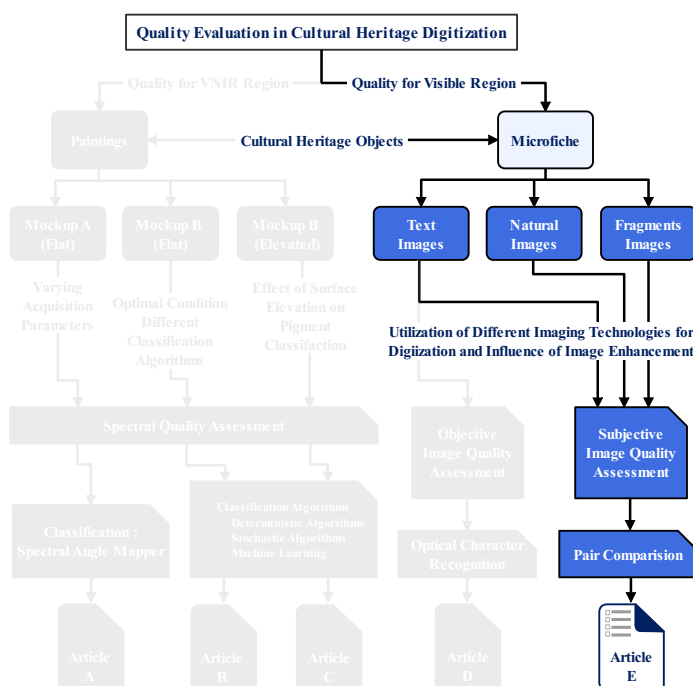 Quality Evaluation in Cultural Heritage Digitization
Quality for VNIR Region
Quality for Visible Region
Paintings
Cultural Heritage Objects
Microfiche
Mockup A
(Flat)
Mockup B
(Flat)
Mockup B
(Elevated)
Text
Images
Natural
Images
Fragments
Images
Varying
Acquisition
Parameters
Optimal Condition
Different
Classification
Algorithms
Effect of Surface
Elevation on
Pigment
Classifaction
Utilization of Different Imaging Technologies for
Digiization and Influence of Image Enhancement
Spectral Quality Assessment
Objective
Image Quality
Assessment
Subjective
Image Quality
Assessment
Classification :
Spectral Angle Mapper
Classification Algorithms
Deterministic Algorithms
Stochastic Algorithms
Machine Learning
Optical Character
Recognition
Pair Comparision
Article
A
Article
B
Article
C
Article
D
Article
E